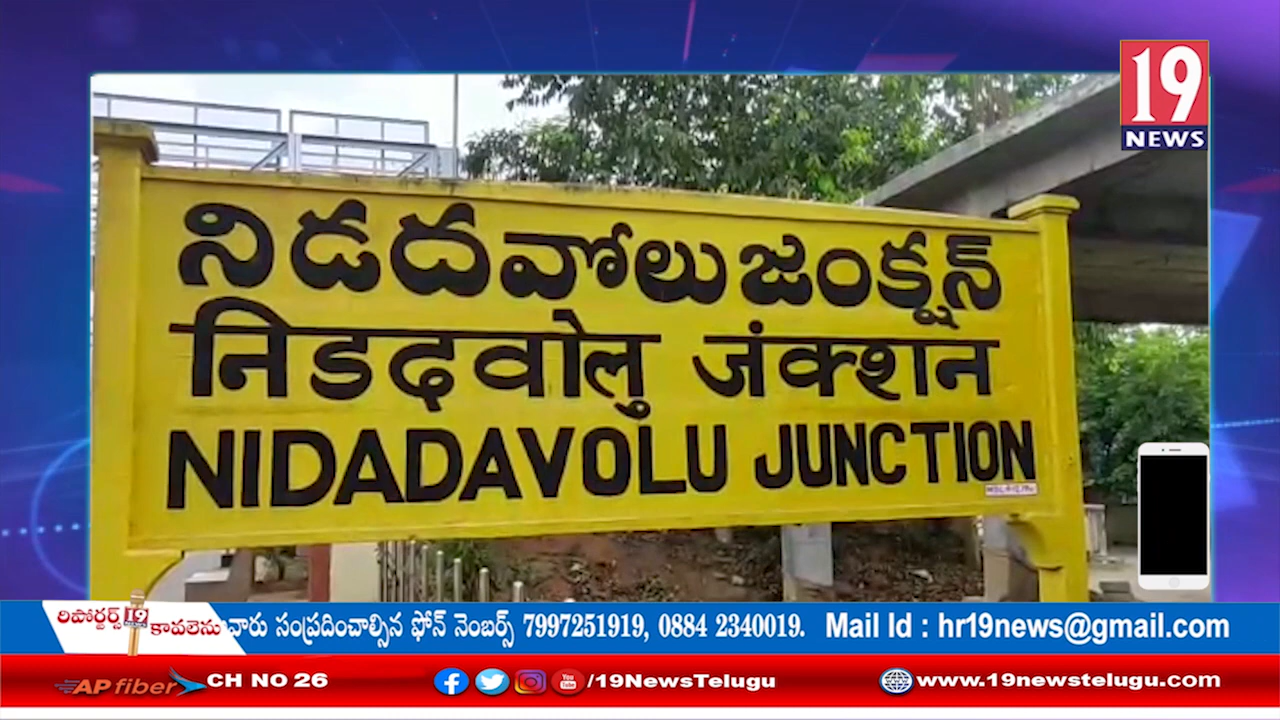 19
NEWS
నిడదవోలు జంక్షన్
निडदवोलु जंक्शन
NIDADAVOLU JUNCTION
రిపోర్టర్స్ 19 కావలెను
వారు సంప్రదించాల్సిన ఫోన్ నెంబర్స్ 7997251919, 0884 2340019. Mail Id : hr19news@gmail.com
AP fiber CH NO 26 /19NewsTelugu www.19newstelugu.com